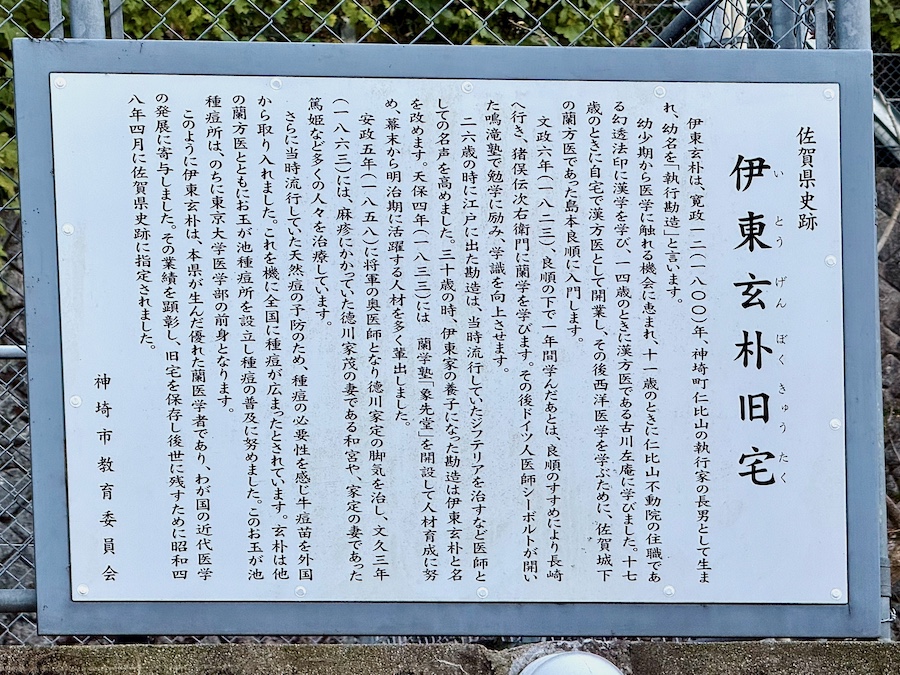 佐賀県史跡
伊東玄朴旧宅
いとうげんぼくきゅうたく
伊東玄朴は、寛政一二（一八〇〇）年、神埼町仁比山の執行家の長男として生ま
れ、幼名を「執行勘造」と言います。
幼少期から医学に触れる機会に恵まれ、十一歳のときに仁比山不動院の住職であ
る幻透法印に漢学を学び、一四歳のときに漢方医である古川左庵に学びました。十七
歳のときに自宅で漢方医として開業し、その後西洋医学を学ぶために、佐賀城下
の蘭方医であった島本良順に入門します。
文政六年（一八二三）、良順の下で一年間学んだあとは、良順のすすめにより長崎
へ行き、猪俣伝次右衛門に蘭学を学びます。その後ドイツ人医師シーボルトが開い
た鳴滝塾で勉学に励み、学識を向上させます。
二六歳の時に江戸に出た勘造は、当時流行していたジフテリアを治すなど医師と
しての名声を高めました。三十歳の時、伊東家の養子になった勘造は伊東玄朴と名
を改めます。天保四年（一八三三）には　蘭学塾「象先堂」を開設して人材育成に努
め、幕末から明治期に活躍する人材を多く輩出しました。
安政五年（一八五八）に将軍の奥医師となり徳川家定の脚気を治し、文久三年
（一八六三）には、麻疹にかかっていた徳川家茂の妻である和宮や、家定の妻であった
篤姫など多くの人々を治療しています。
さらに当時流行していた天然痘の予防のため、種痘の必要性を感じ牛痘苗を外国
から取り入れました。これを機に全国に種痘が広まったとされています。玄朴は他
の蘭方医とともにお玉が池種痘所を設立し種痘の普及に努めました。このお玉が池
種痘所は、のちに東京大学医学部の前身となります。
このように伊東玄朴は、本県が生んだ優れた蘭医学者であり、わが国の近代医学
の発展に寄与しました。その業績を顕彰し、旧宅を保存し後世に残すために昭和四
八年四月に佐賀県史跡に指定されました。
神埼市教育委員会